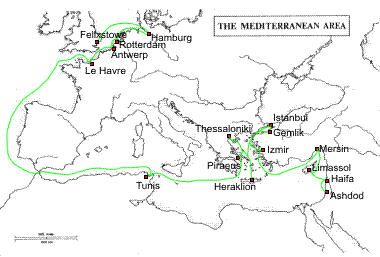 THE MEDITERRANEAN AREA
Felixstowe
Hamburg
Rotterdam
Antwerp
Le Havre
Istanbul
Thessaloniki
Gemlik
Izmir
Mersin
Piraeus
Limassol
Haifa
Tunis
Heraklion
Ashdod